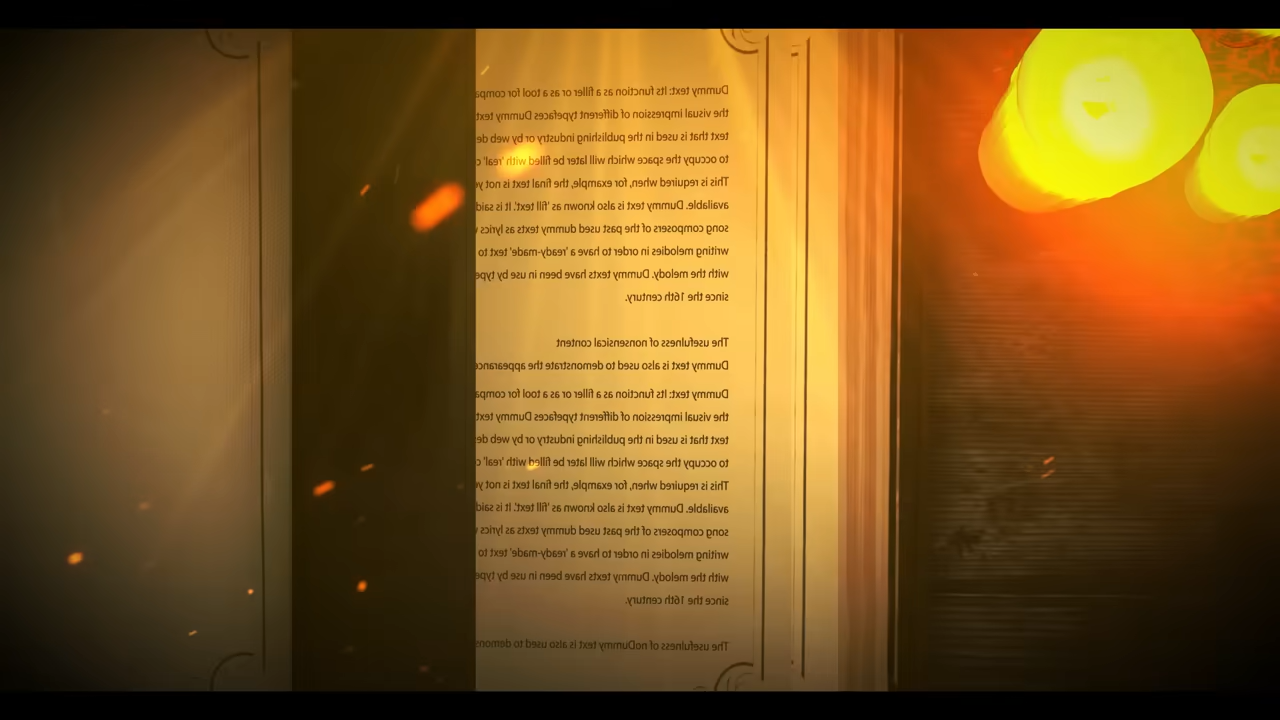 Dummy text: Its function as a filler or as a tool for
the visual impression of different typefaces Dummy text
text that is used in the publishing industry or by web
to occupy the space which will later be filled with 'real'
This is required when, for example, the final text is not
available. Dummy text is also known as 'fill text'. It is said
song composers of the past used dummy texts as lyrics
writing melodies in order to have a 'ready-made' text to
with the melody. Dummy texts have been in use by
since the 16th century.
The usefulness of nonsensical content
Dummy text is also used to demonstrate the
Dummy text: Its function as a filler or as a tool for
the visual impression of different typefaces Dummy text
text that is used in the publishing industry or by web
to occupy the space which will later be filled with 'real'
This is required when, for example, the final text is not
available. Dummy text is also known as 'fill text'. It is said
song composers of the past used dummy texts as lyrics
writing melodies in order to have a 'ready-made' text to
with the melody. Dummy texts have been in use by
since the 16th century.
The usefulness of noDummy text is also used to